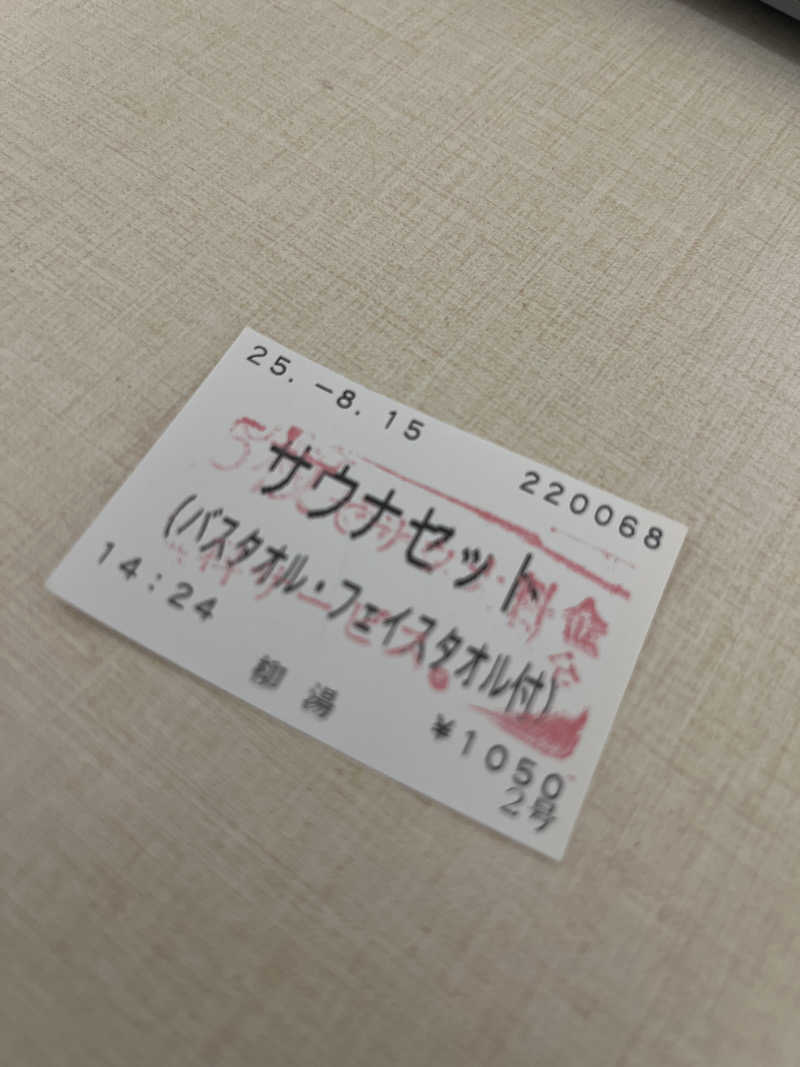 25.-8.15
220068
サウナセット
(バスタオル・フェイスタオル付)
14:24
柳湯
¥1050
2号